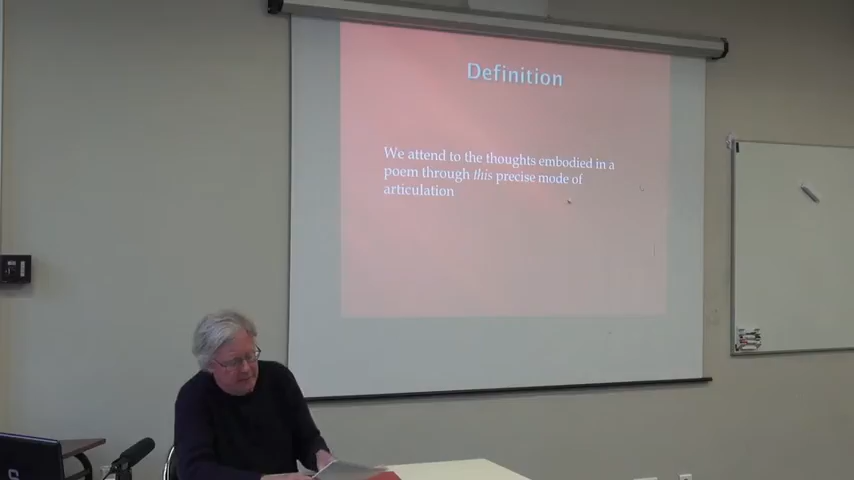 Definition
We attend to the thoughts embodied in a
poem through this precise mode of
articulation